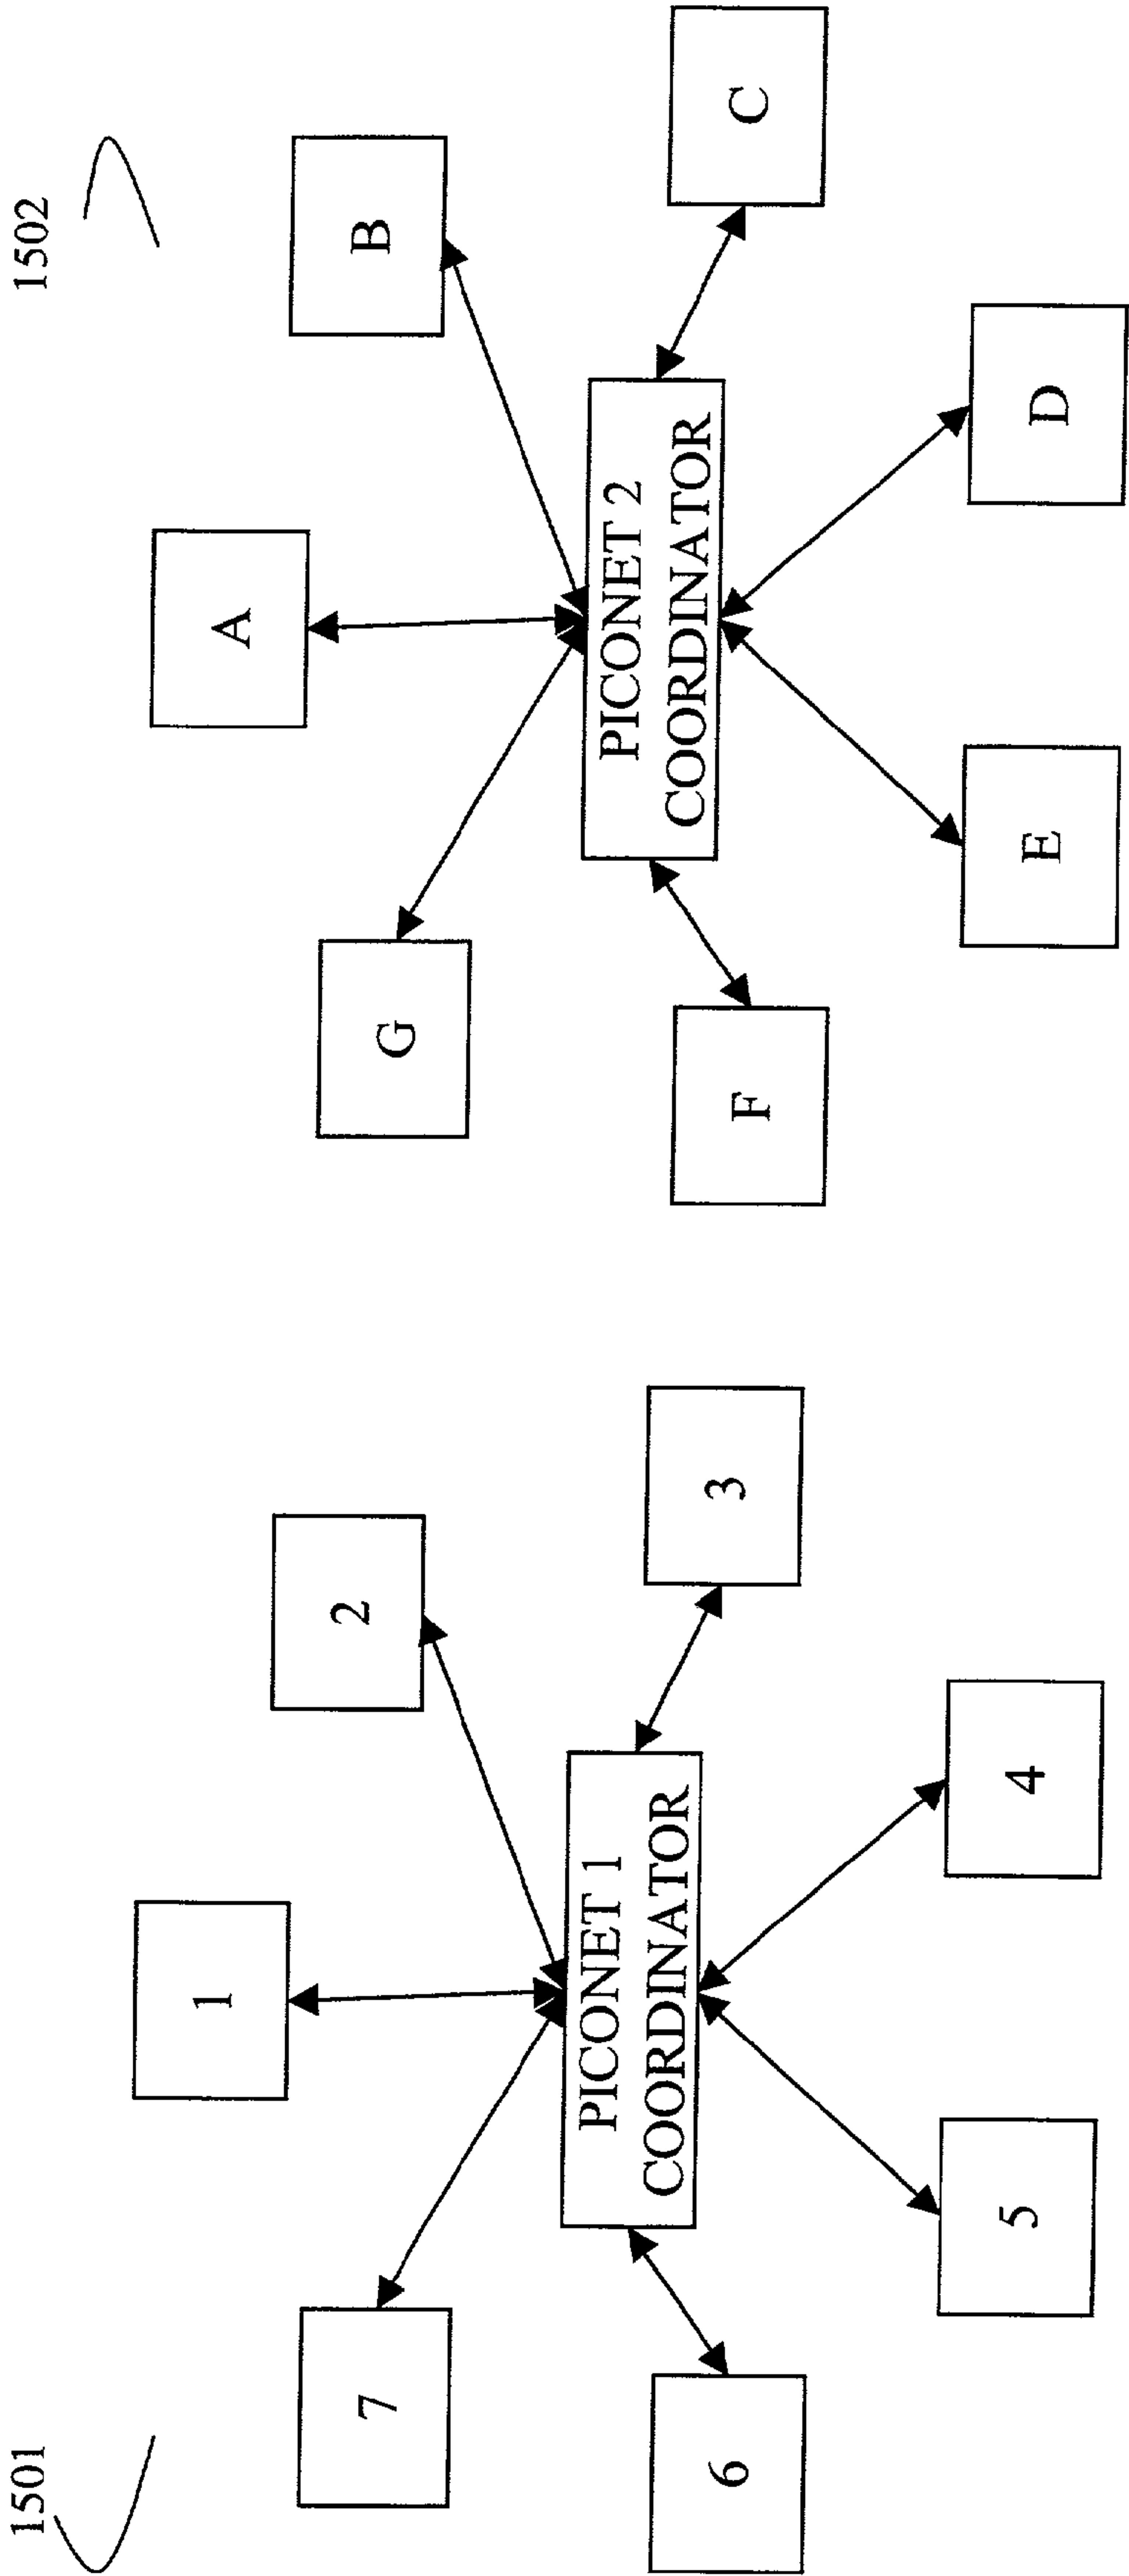 1501
1502
1
2
7
PICONET 1
COORDINATOR
3
6
5
4
A
B
G
PICONET 2
COORDINATOR
C
F
E
D